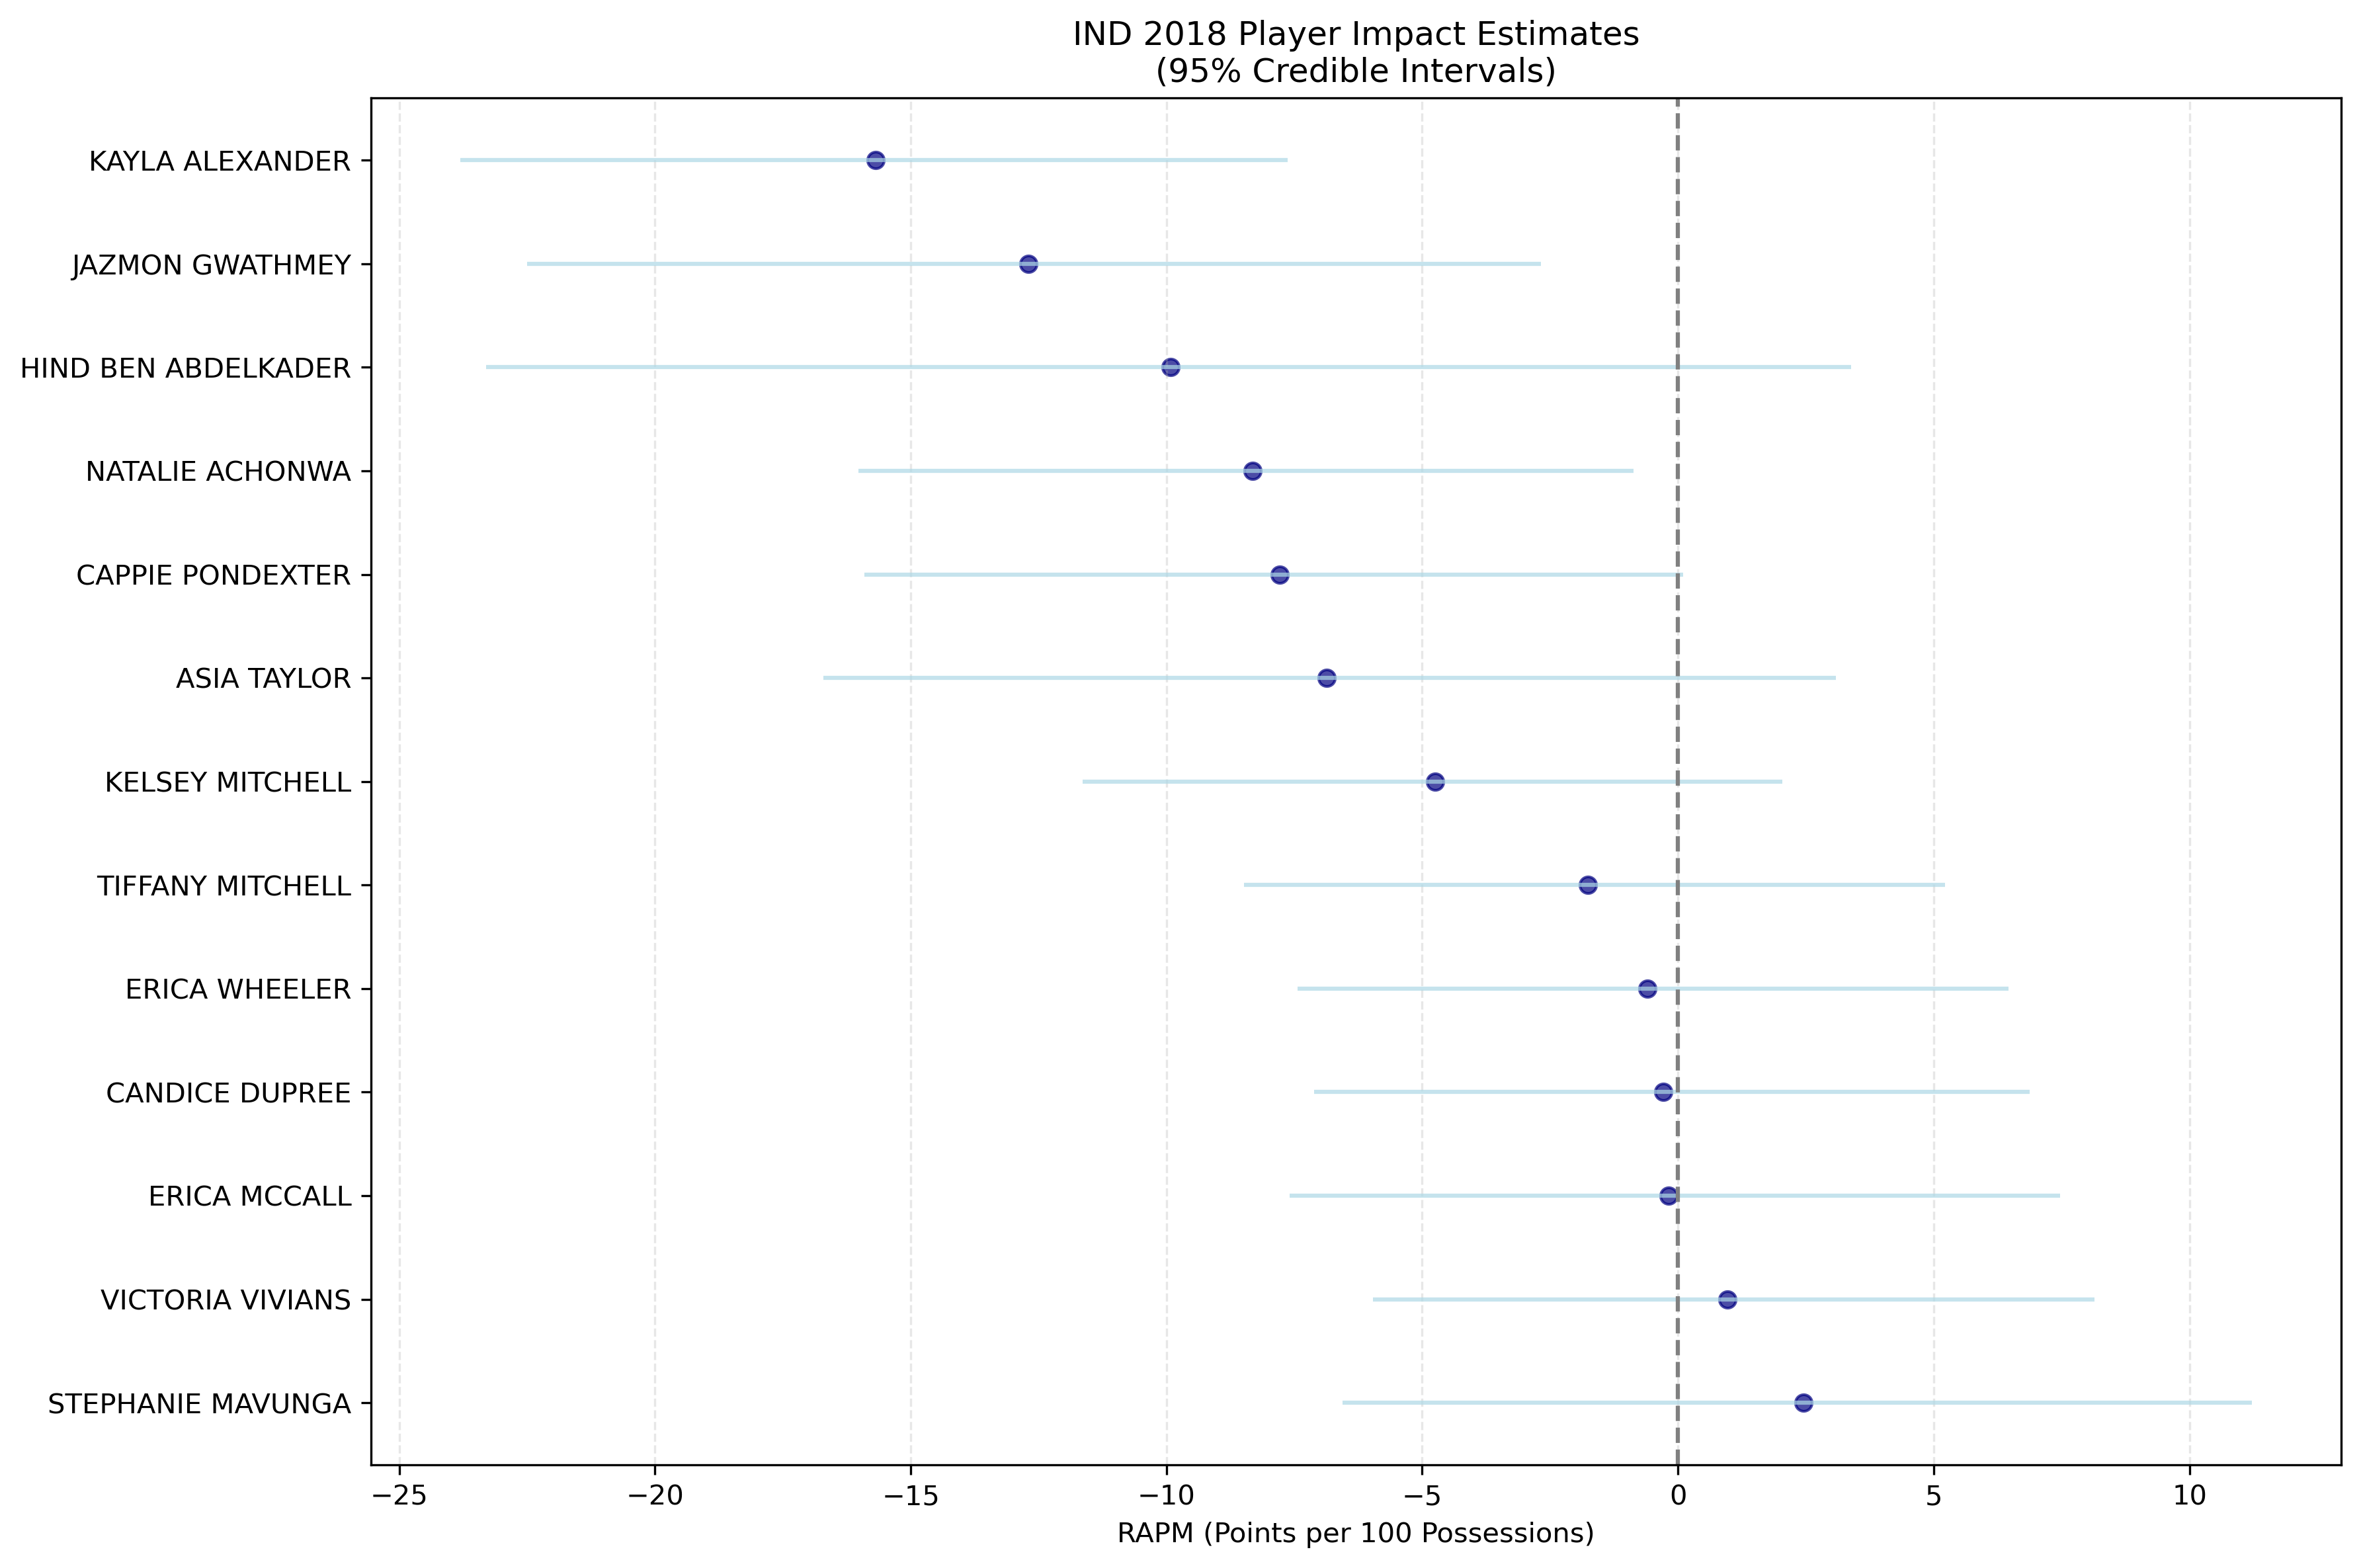 IND 2018 Player Impact Estimates
(95% Credible Intervals)
KAYLA ALEXANDER
JAZMON GWATHMEY
HIND BEN ABDELKADER
NATALIE ACHONWA
CAPPIE PONDEXTER
ASIA TAYLOR
KELSEY MITCHELL
TIFFANY MITCHELL
ERICA WHEELER
CANDICE DUPREE
ERICA MCCALL
VICTORIA VIVIANS
STEPHANIE MAVUNGA
−25 −20 −15 −10 −5 0 5 10
RAPM (Points per 100 Possessions)